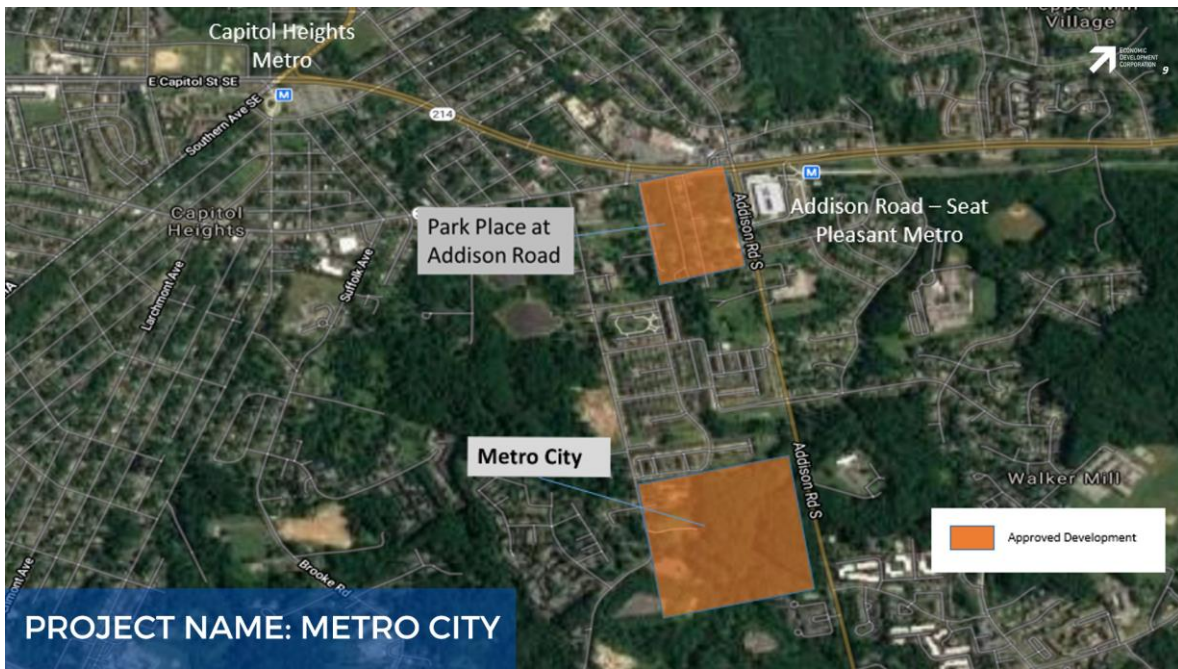 Capitol Heights
Metro
Village
ECONOMIC
DEVELOPMENT
CORPORATION
9
E Capitol St SE
M
Southern Ave SE
214
M
Capitol
Heights
Park Place at
Addison Road
Addison Rd S
Addison Road – Seat
Pleasant Metro
Larchmont Ave
Suffolk Ave
Metro City
Addison Rd S
Walker Mill
Approved Development
Brooke Rd
PROJECT NAME: METRO CITY